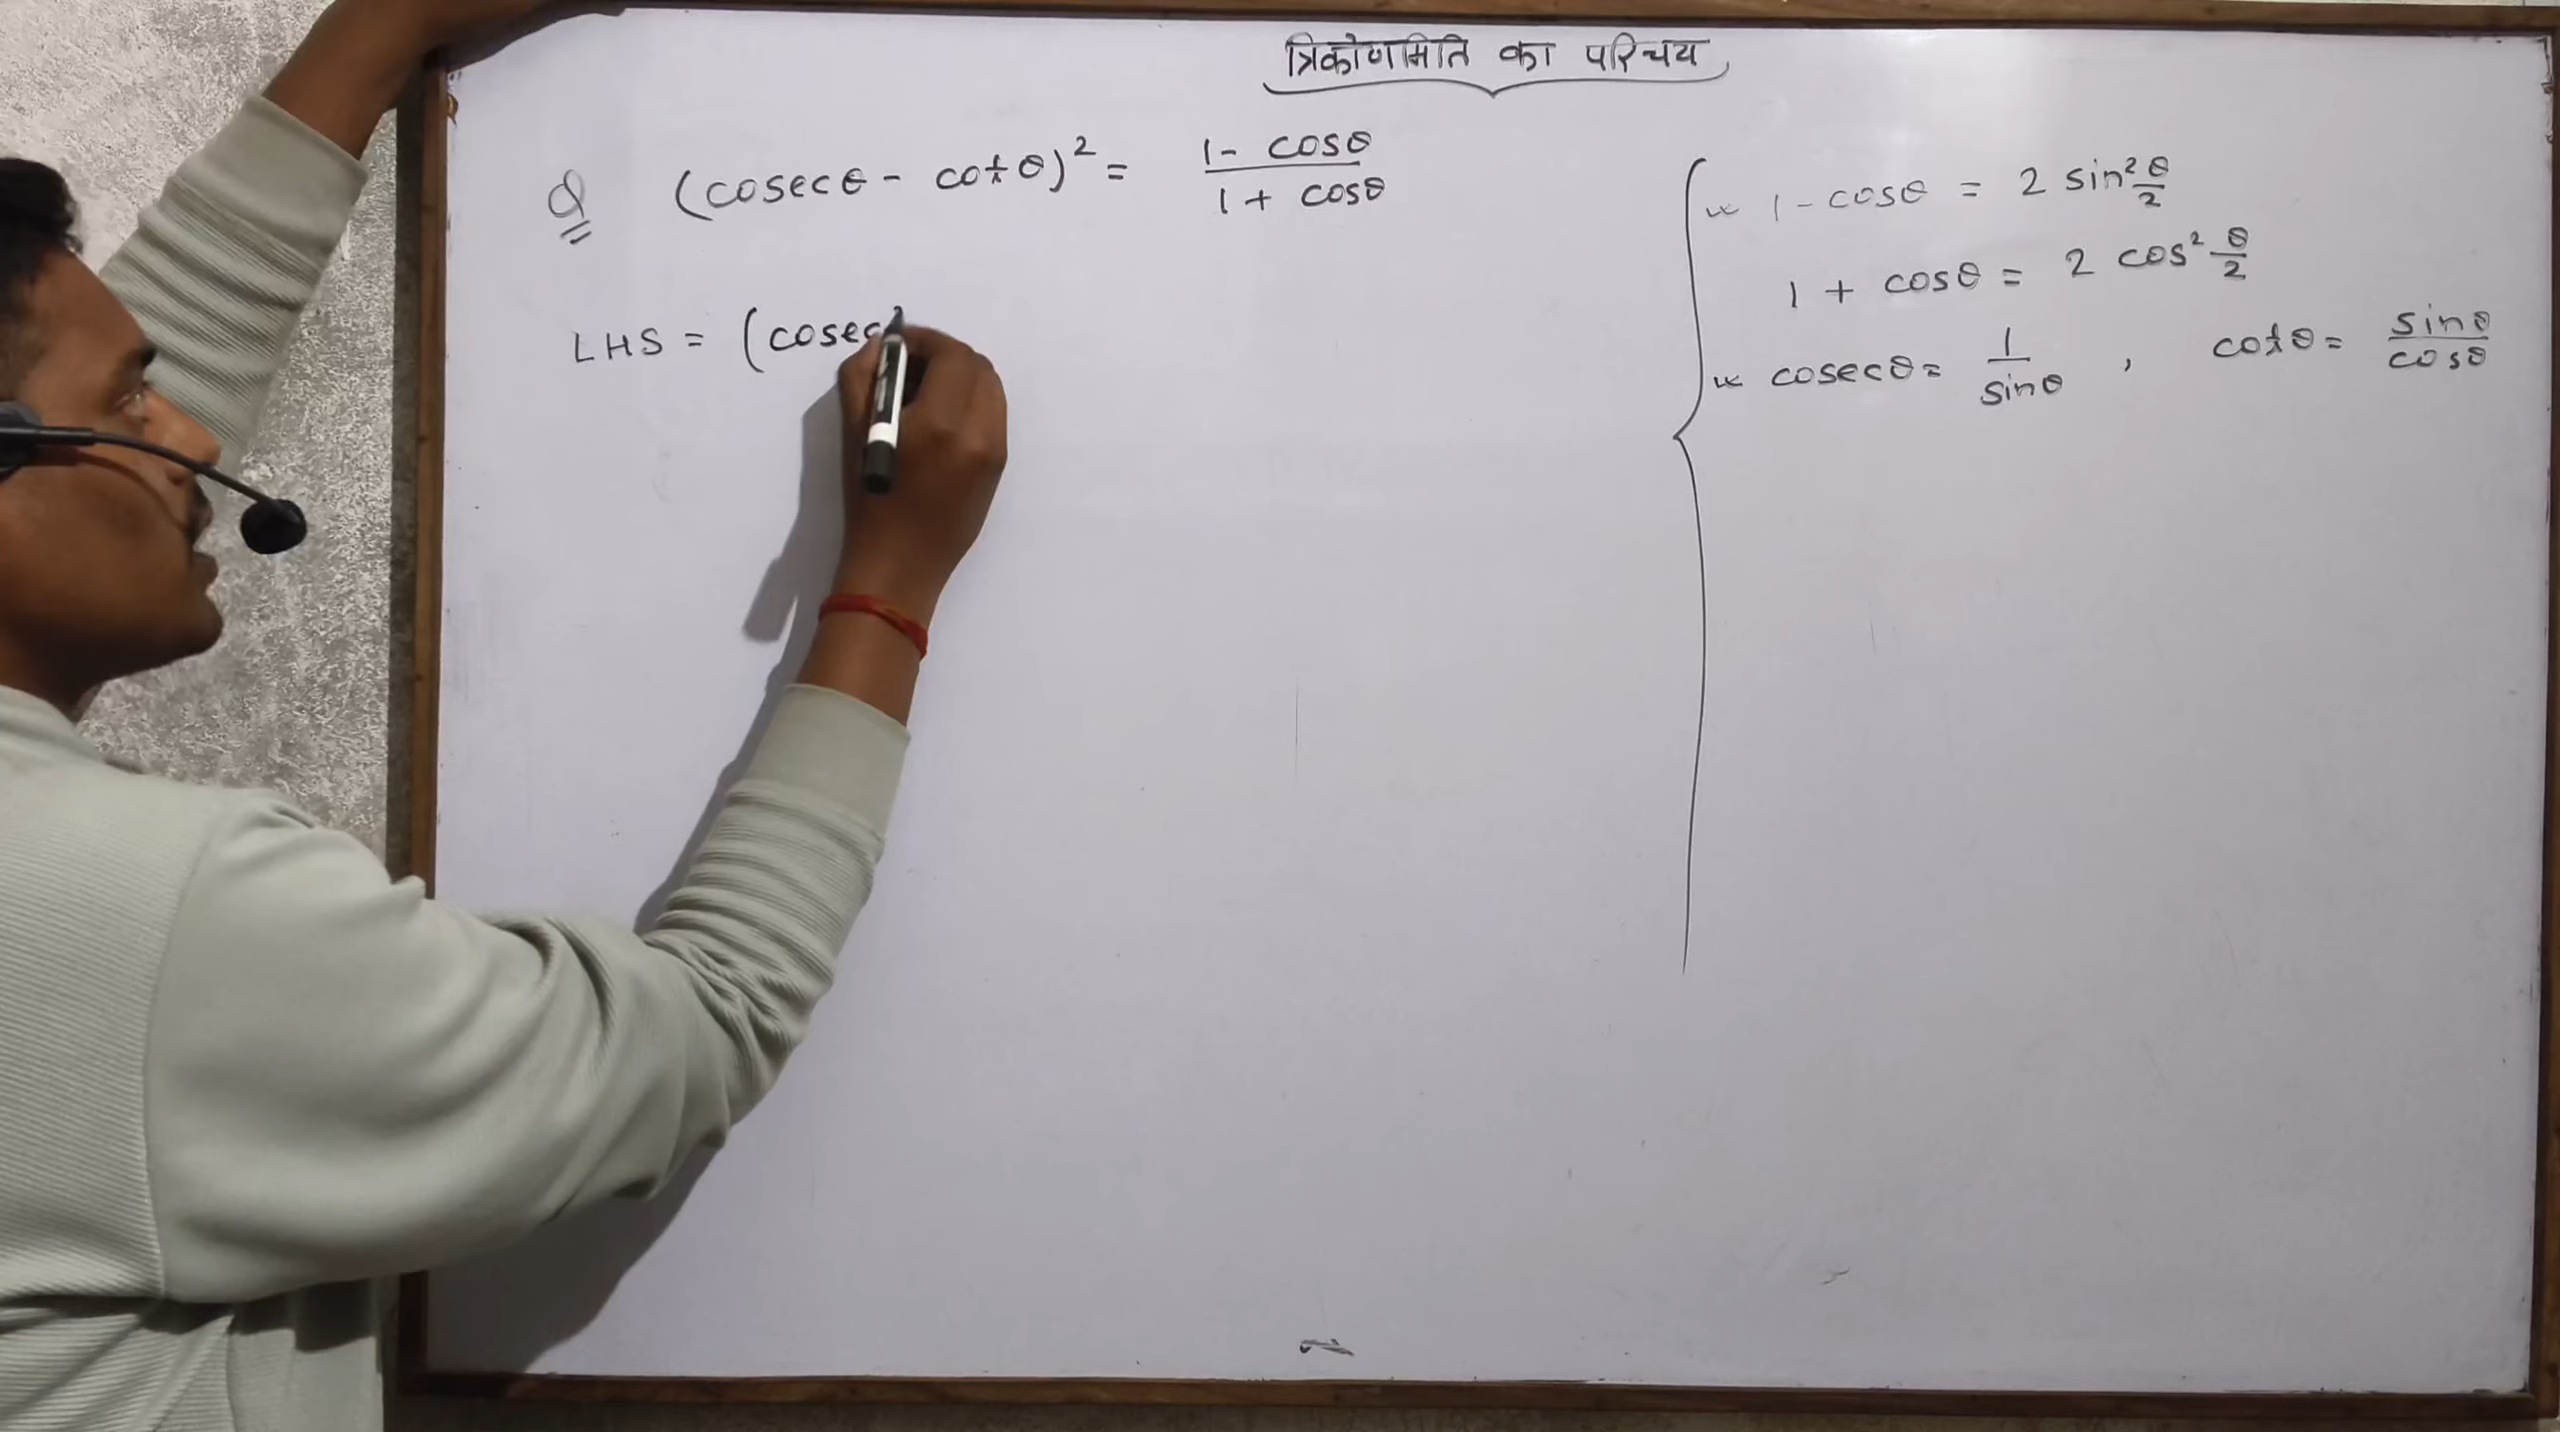 त्रिकोणमिति का परिचय
Q (cosecθ - cotθ)² = (1 - cosθ)/(1 + cosθ)
LHS = (cosec
1 - cosθ = 2 sin² θ/2
1 + cosθ = 2 cos² θ/2
cosecθ = 1/sinθ , cotθ = sinθ/cosθ